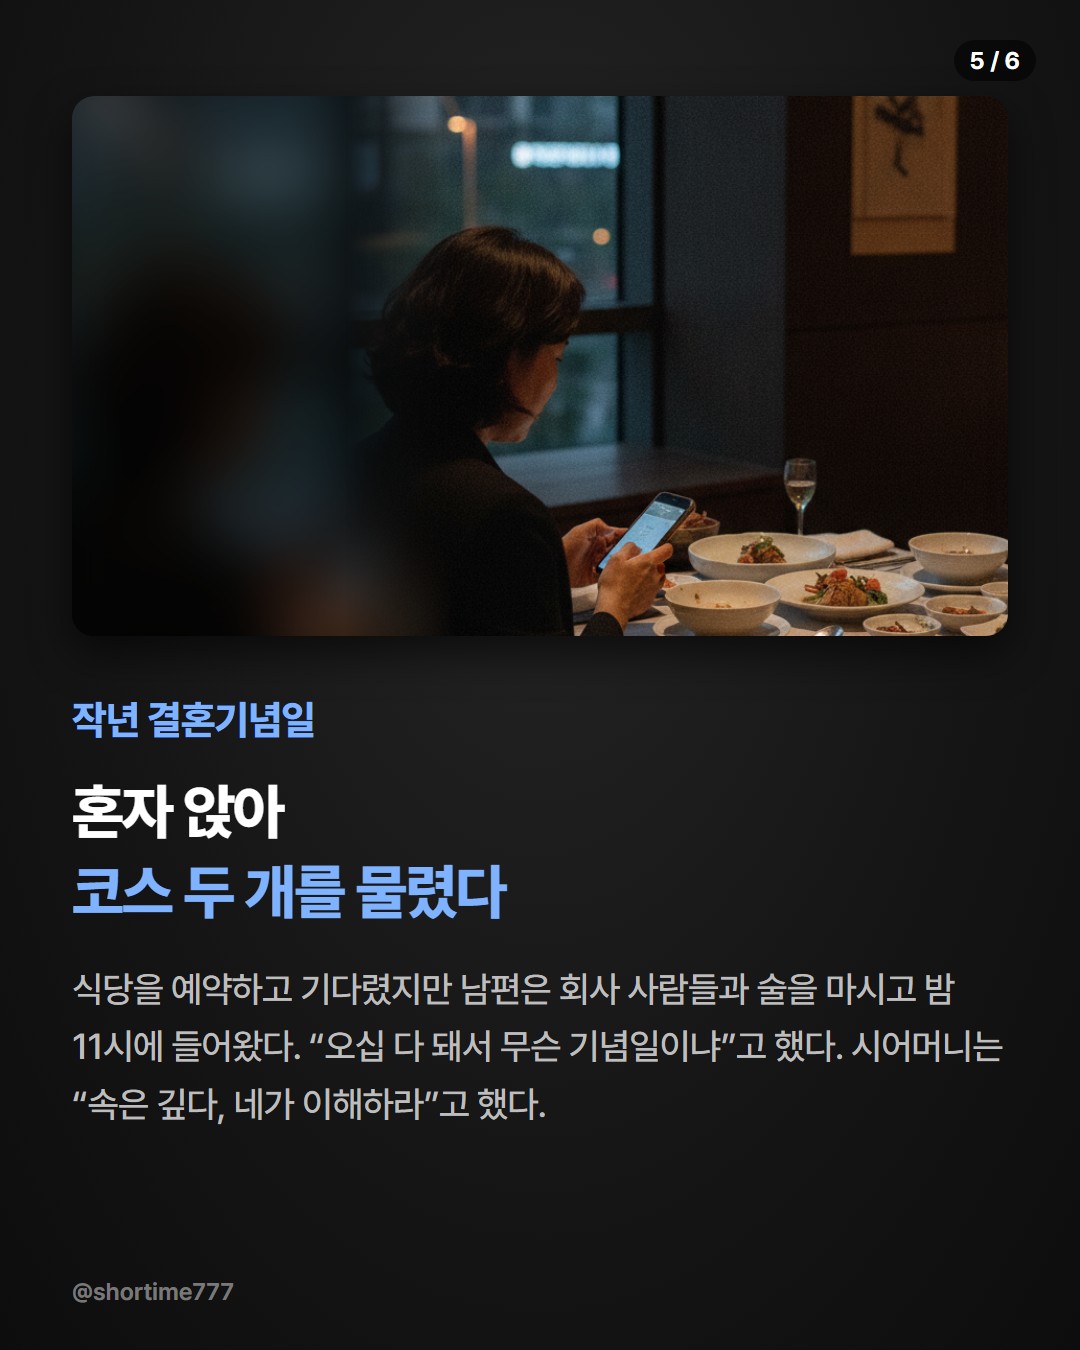 5 / 6
작년 결혼기념일
혼자 앉아
코스 두 개를 물렸다
식당을 예약하고 기다렸지만 남편은 회사 사람들과 술을 마시고 밤
11시에 들어왔다. “오십 다 돼서 무슨 기념일이냐”고 했다. 시어머니는
“속은 깊다, 네가 이해하라”고 했다.
@shortime777